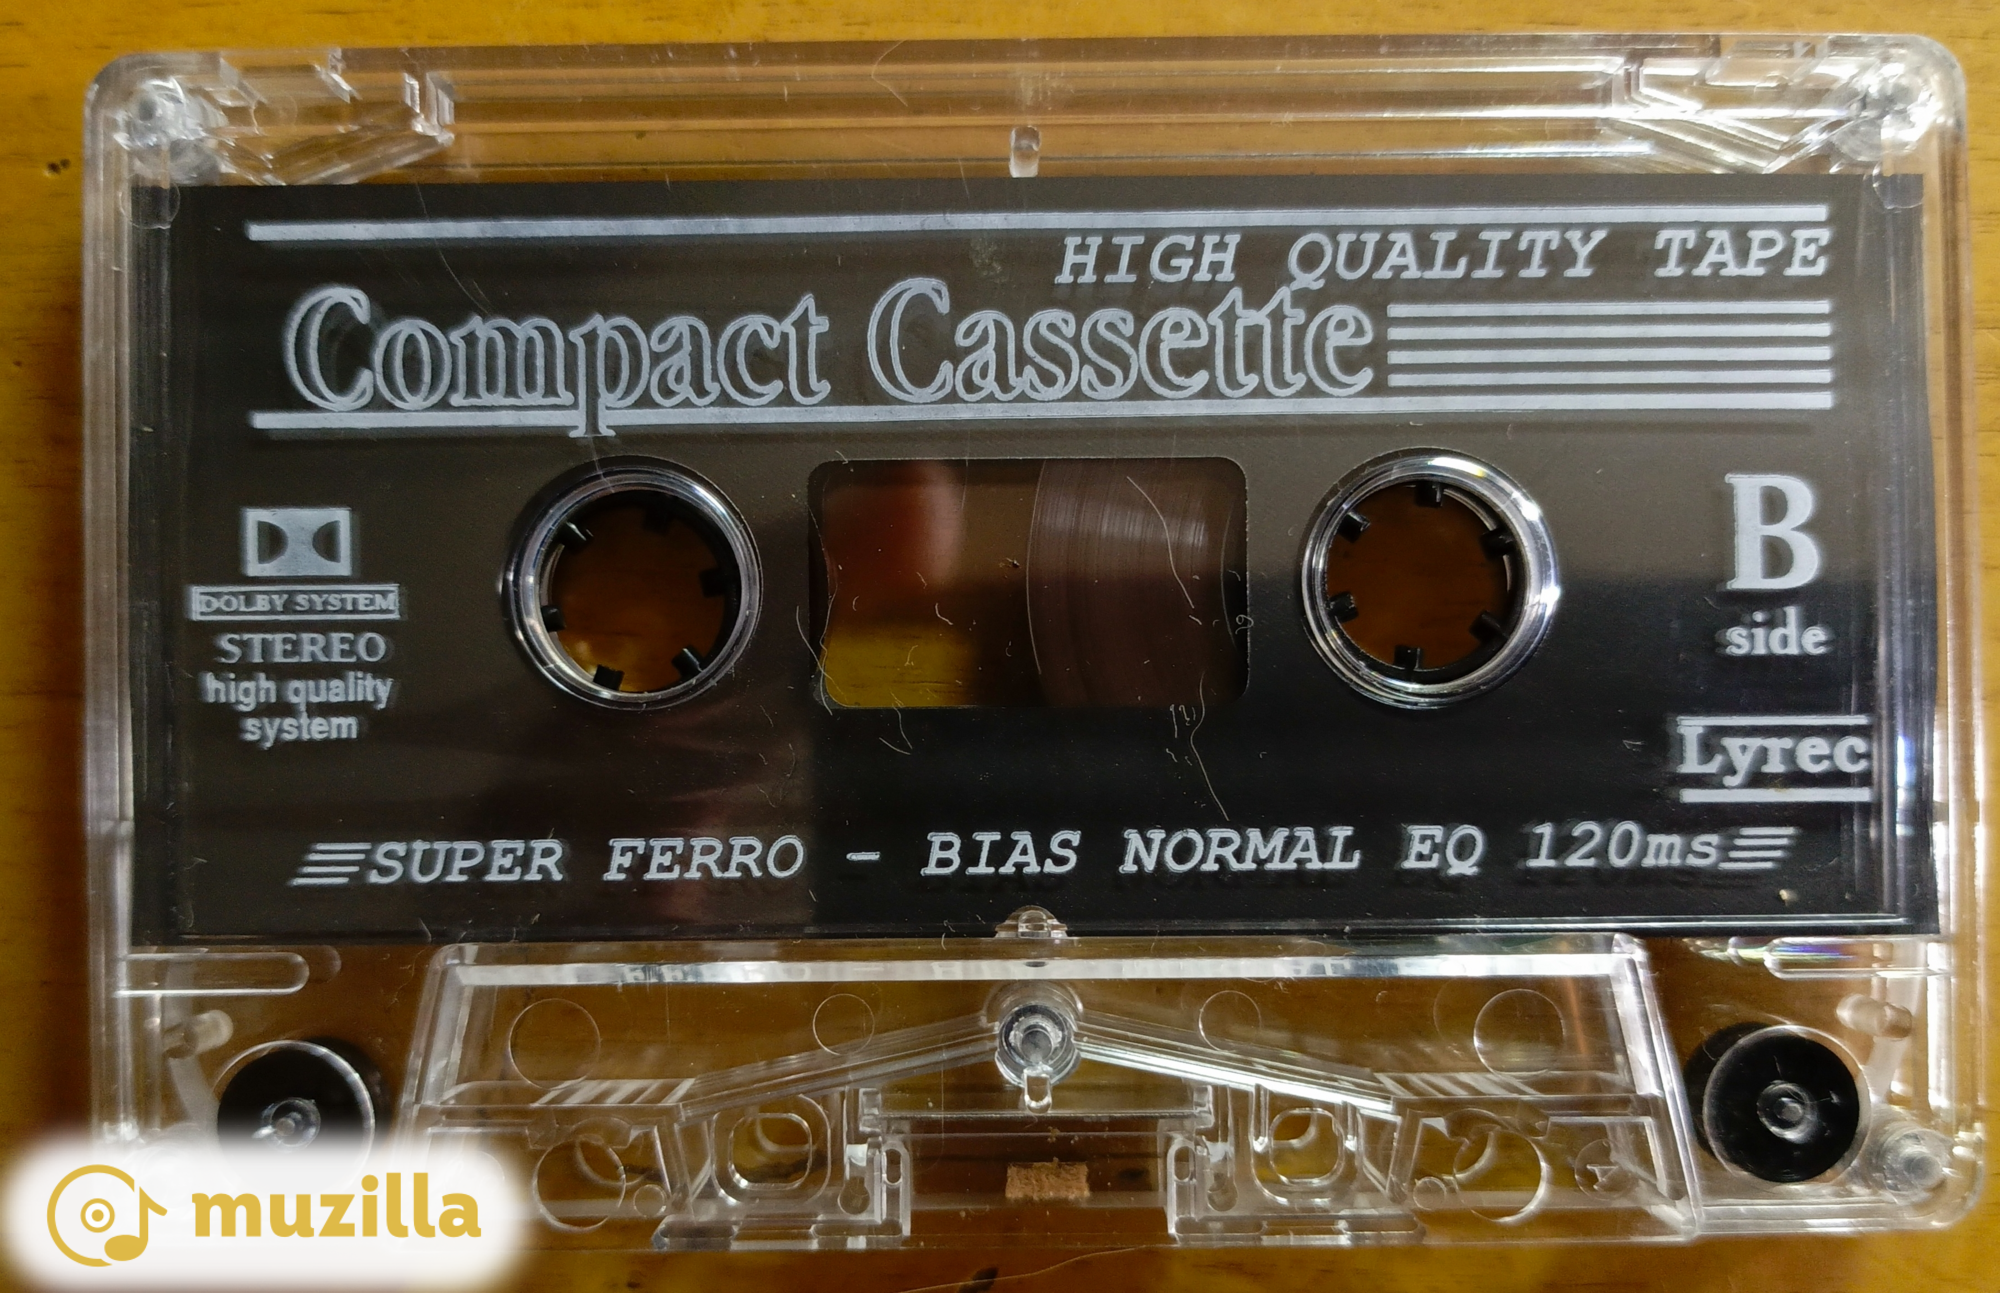 HIGH QUALITY TAPE
Compact Cassette
B
side
DOLBY SYSTEM
STEREO
high quality
system
Lyrec
SUPER FERRO - BIAS NORMAL EQ 120ms
muzilla